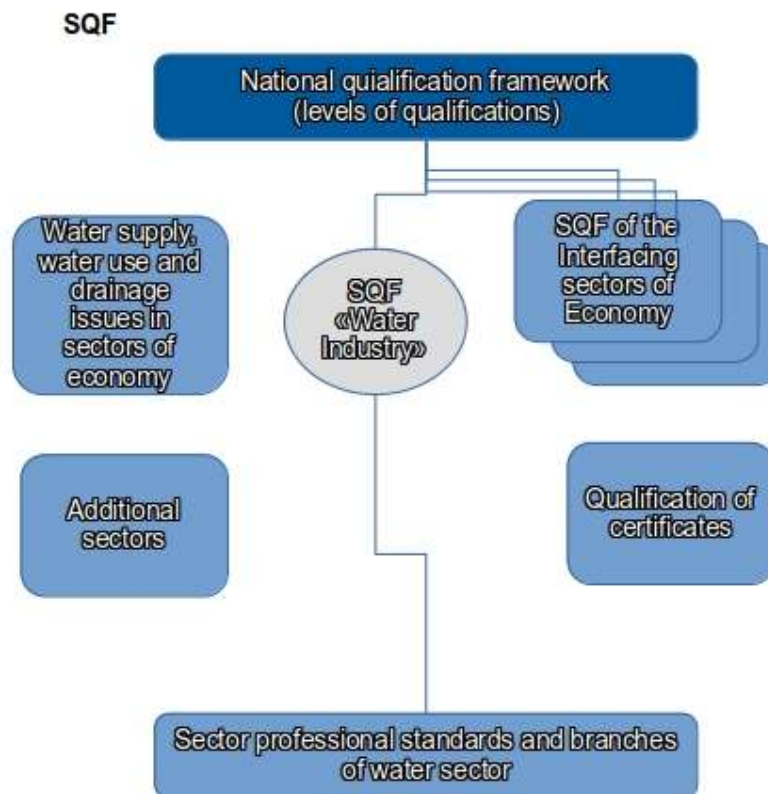 SQF
National quialification framework
(levels of qualifications)
Water supply,
water use and
drainage
issues in
sectors of
economy
SQF
«Water
Industry»
SQF of the
Interfacing
sectors of
Economy
Additional
sectors
Qualification of
certificates
Sector professional standards and branches
of water sector